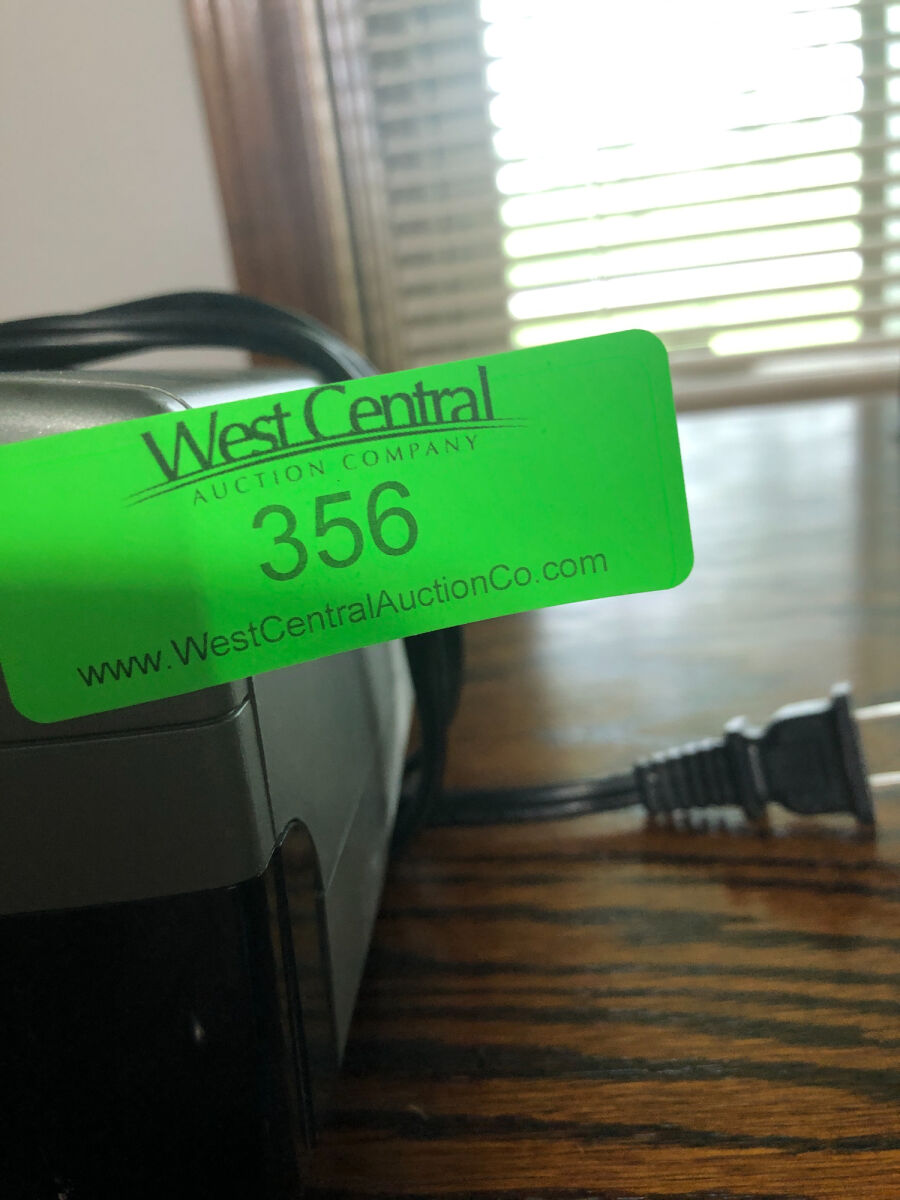 West Central
AUCTION COMPANY
356
www.WestCentralAuctionCo.com